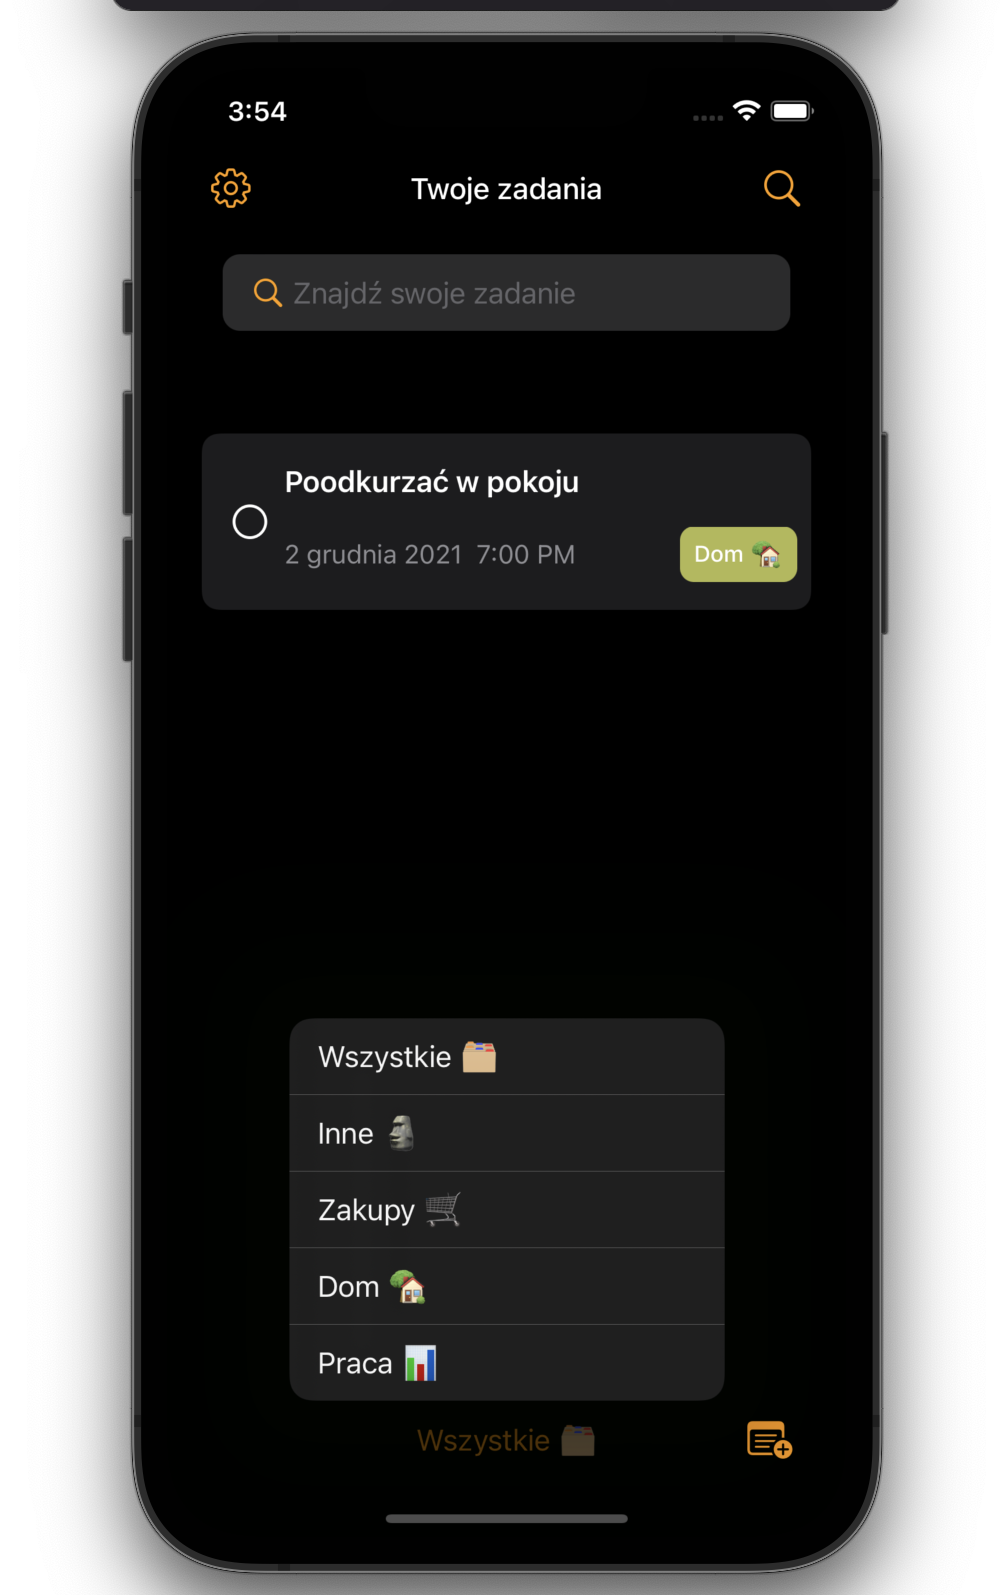 3:54
Twoje zadania
Znajdź swoje zadanie
Poodkurzać w pokoju
2 grudnia 2021 7:00 PM
Dom 🏡
Wszystkie 🗂️
Inne 🗿
Zakupy 🛒
Dom 🏡
Praca 📊
Wszystkie 🗂️